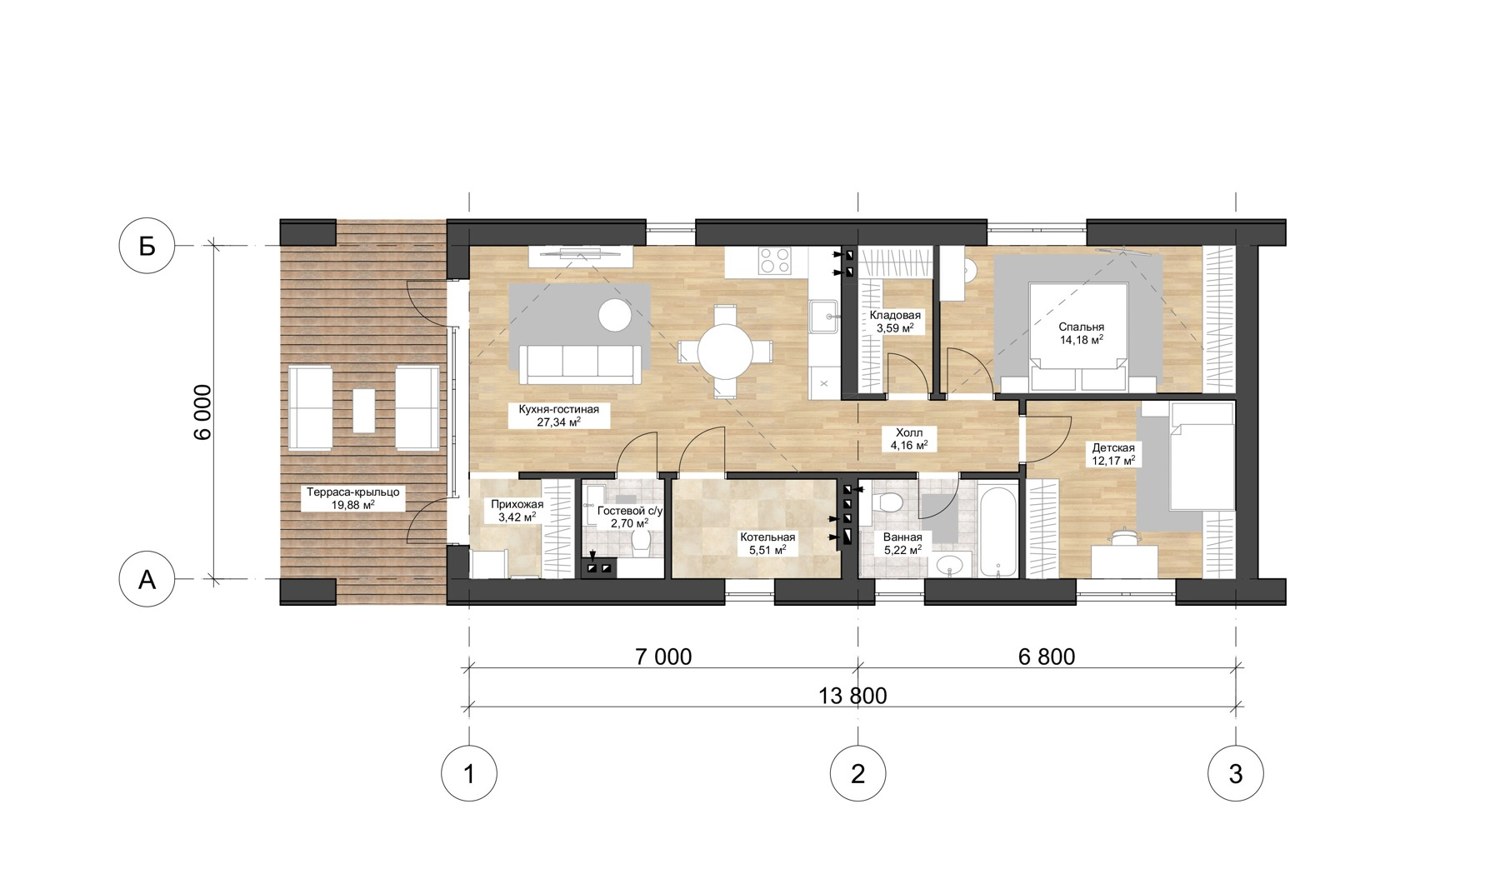 Б
А
6 000
Терраса-крыльцо
19,88 м²
Кухня-гостиная
27,34 м²
Прихожая
3,42 м²
Гостевой с/у
2,70 м²
Котельная
5,51 м²
Кладовая
3,59 м²
Спальня
14,18 м²
Холл
4,16 м²
Детская
12,17 м²
Ванная
5,22 м²
7 000
6 800
13 800
1
2
3